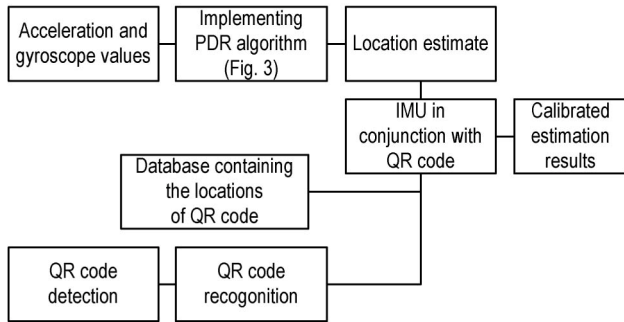 Acceleration and
gyroscope values
Implementing
PDR algorithm
(Fig. 3)
Location estimate
IMU in
conjunction with
QR code
Calibrated
estimation
results
Database containing
the locations
of QR code
QR code
detection
QR code
recogonition